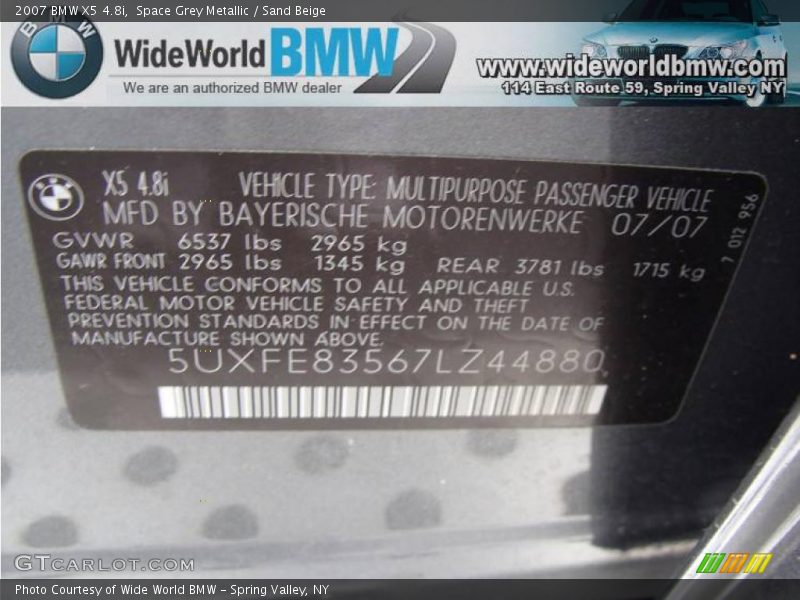 2007 BMW X5 4.8i, Space Grey Metallic / Sand Beige
BMW
WideWorldBMW
We are an authorized BMW dealer
www.wideworldbmw.com
114 East Route 59, Spring Valley NY
X5 4.8i VEHICLE TYPE: MULTIPURPOSE PASSENGER VEHICLE
MFD BY BAYERISCHE MOTORENWERKE 07/07
7 012 956
GVWR 6537 lbs 2965 kg
GAWR FRONT 2965 lbs 1345 kg REAR 3781 lbs 1715 kg
THIS VEHICLE CONFORMS TO ALL APPLICABLE U.S.
FEDERAL MOTOR VEHICLE SAFETY AND THEFT
PREVENTION STANDARDS IN EFFECT ON THE DATE OF
MANUFACTURE SHOWN ABOVE.
5UXFE83567LZ44880
GTCARLOT.COM
Photo Courtesy of Wide World BMW - Spring Valley, NY